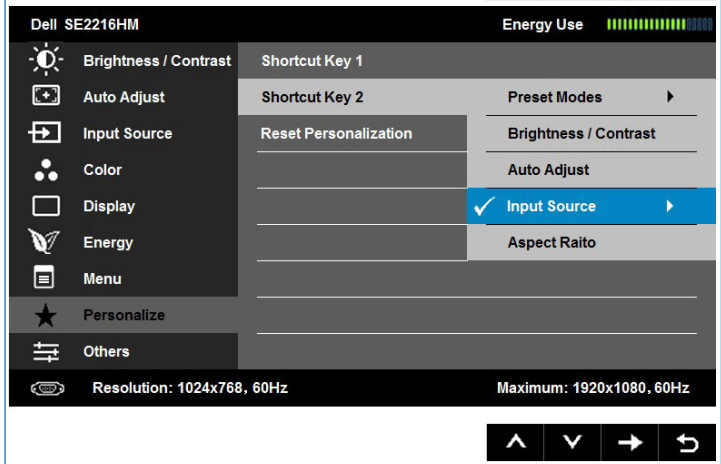 Dell SE2216HM Energy Use
Brightness / Contrast Shortcut Key 1
Auto Adjust Shortcut Key 2 Preset Modes
Input Source Reset Personalization Brightness / Contrast
Color Auto Adjust
Display Input Source
Energy Aspect Raito
Menu
Personalize
Others
Resolution: 1024x768, 60Hz Maximum: 1920x1080, 60Hz